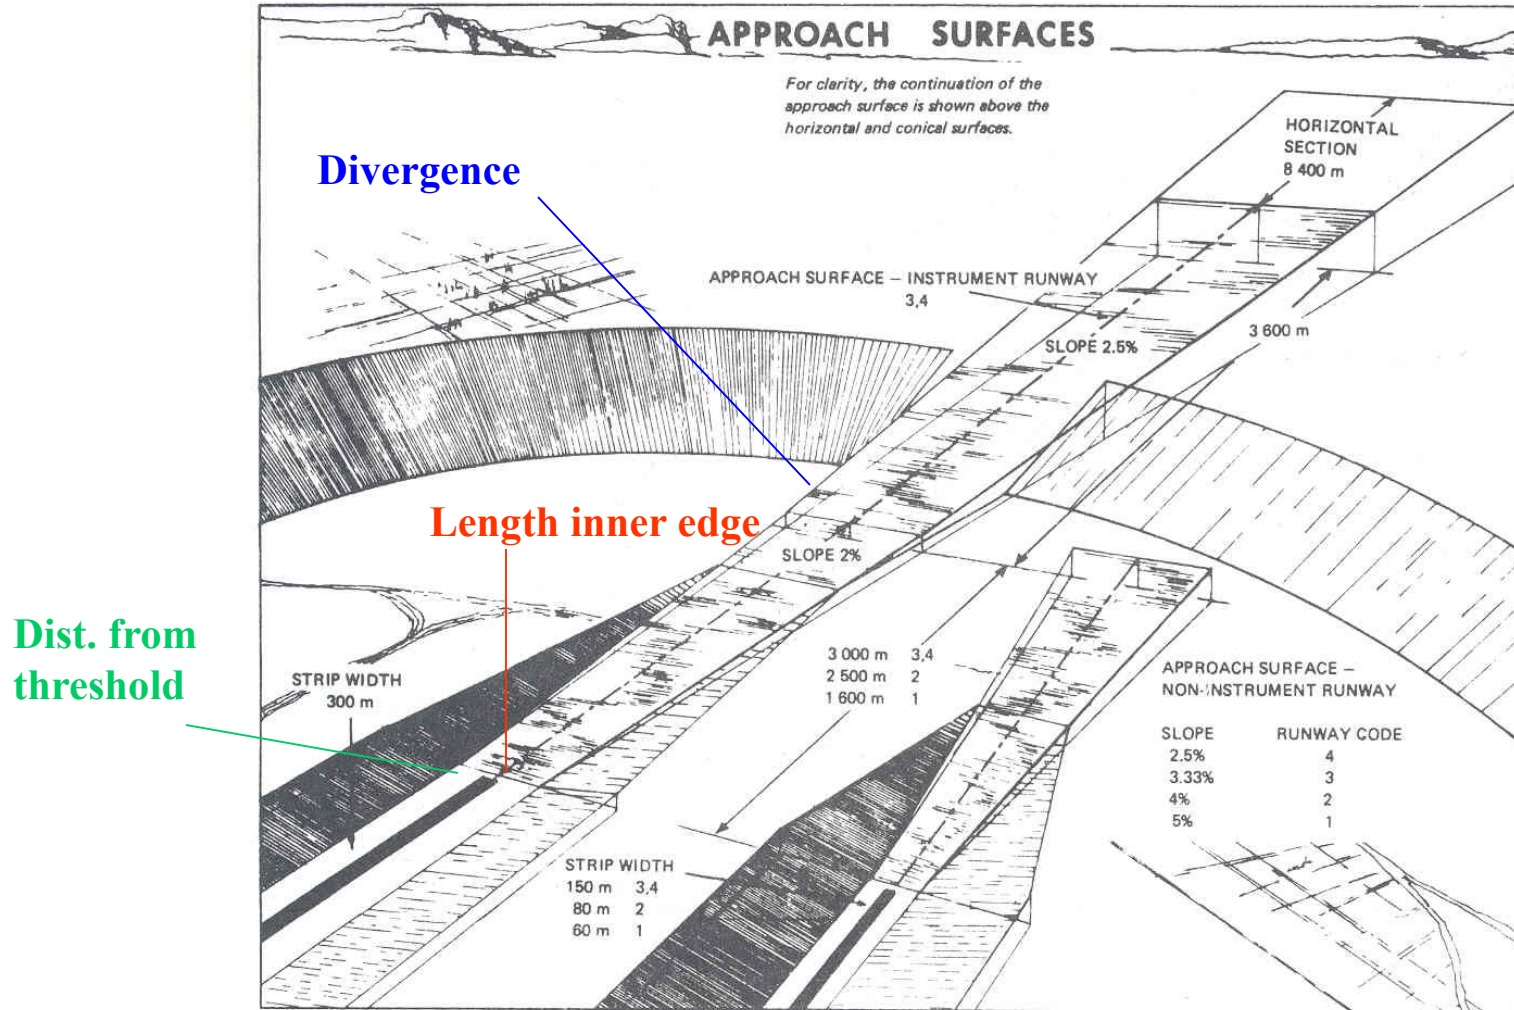 APPROACH SURFACES
For clarity, the continuation of the
approach surface is shown above the
horizontal and conical surfaces.
HORIZONTAL
SECTION
8 400 m
Divergence
APPROACH SURFACE – INSTRUMENT RUNWAY
3,4
3 600 m
SLOPE 2.5%
Length inner edge
SLOPE 2%
Dist. from
threshold
STRIP WIDTH
300 m
3 000 m 3,4
2 500 m 2
1 600 m 1
APPROACH SURFACE –
NON-INSTRUMENT RUNWAY
SLOPE RUNWAY CODE
2.5% 4
3.33% 3
4% 2
5% 1
STRIP WIDTH
150 m 3,4
80 m 2
60 m 1